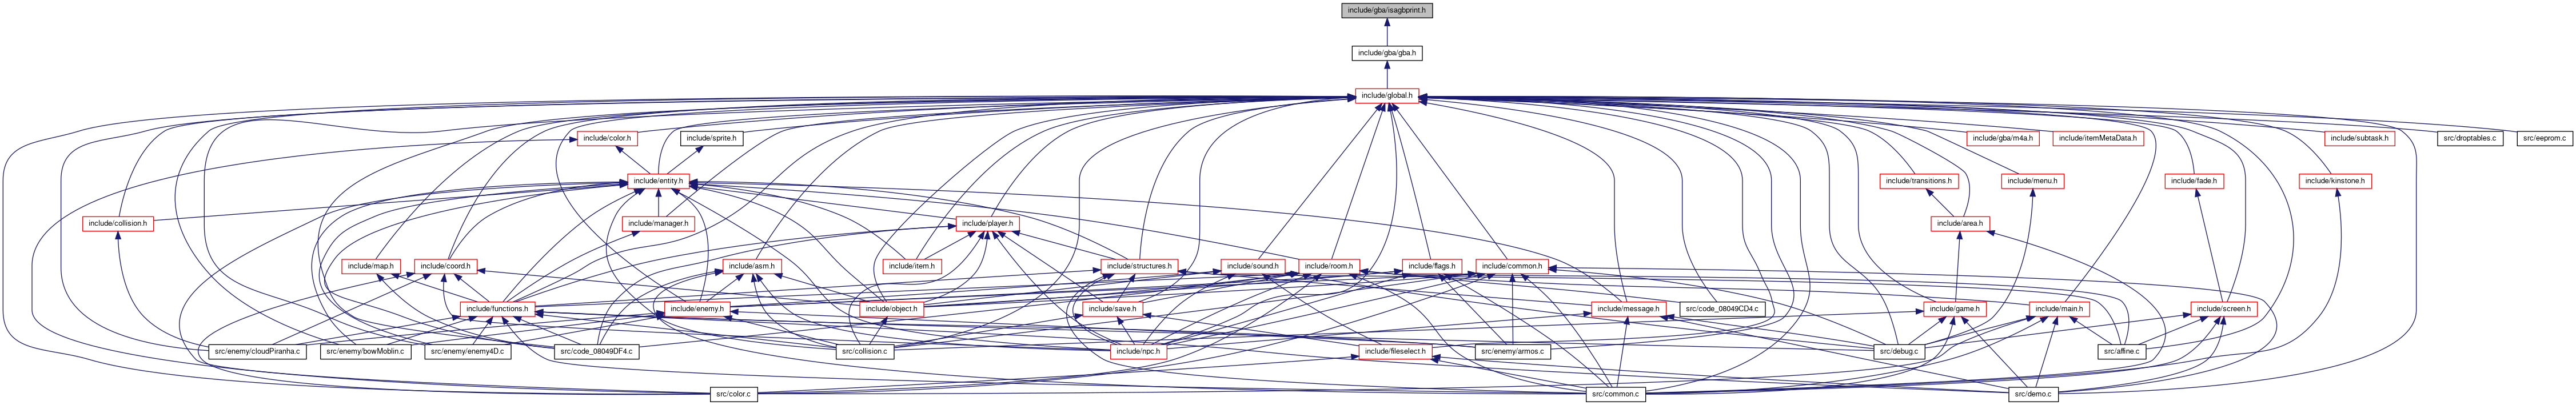 include/gba/isagbprint.h
include/gba/gba.h
include/global.h
include/color.h
include/sprite.h
include/gba/m4a.h
include/itemMetaData.h
include/subtask.h
src/droptables.c
src/eeprom.c
include/entity.h
include/transitions.h
include/menu.h
include/fade.h
include/kinstone.h
include/collision.h
include/manager.h
include/player.h
include/area.h
include/map.h
include/coord.h
include/asm.h
include/item.h
include/structures.h
include/sound.h
include/room.h
include/flags.h
include/common.h
include/functions.h
include/enemy.h
include/object.h
include/save.h
include/message.h
src/code_08049CD4.c
include/game.h
include/main.h
include/screen.h
src/enemy/cloudPiranha.c
src/enemy/bowMoblin.c
src/enemy/enemy4D.c
src/code_08049DF4.c
src/collision.c
include/npc.h
include/fileselect.h
src/enemy/armos.c
src/debug.c
src/affine.c
src/color.c
src/common.c
src/demo.c